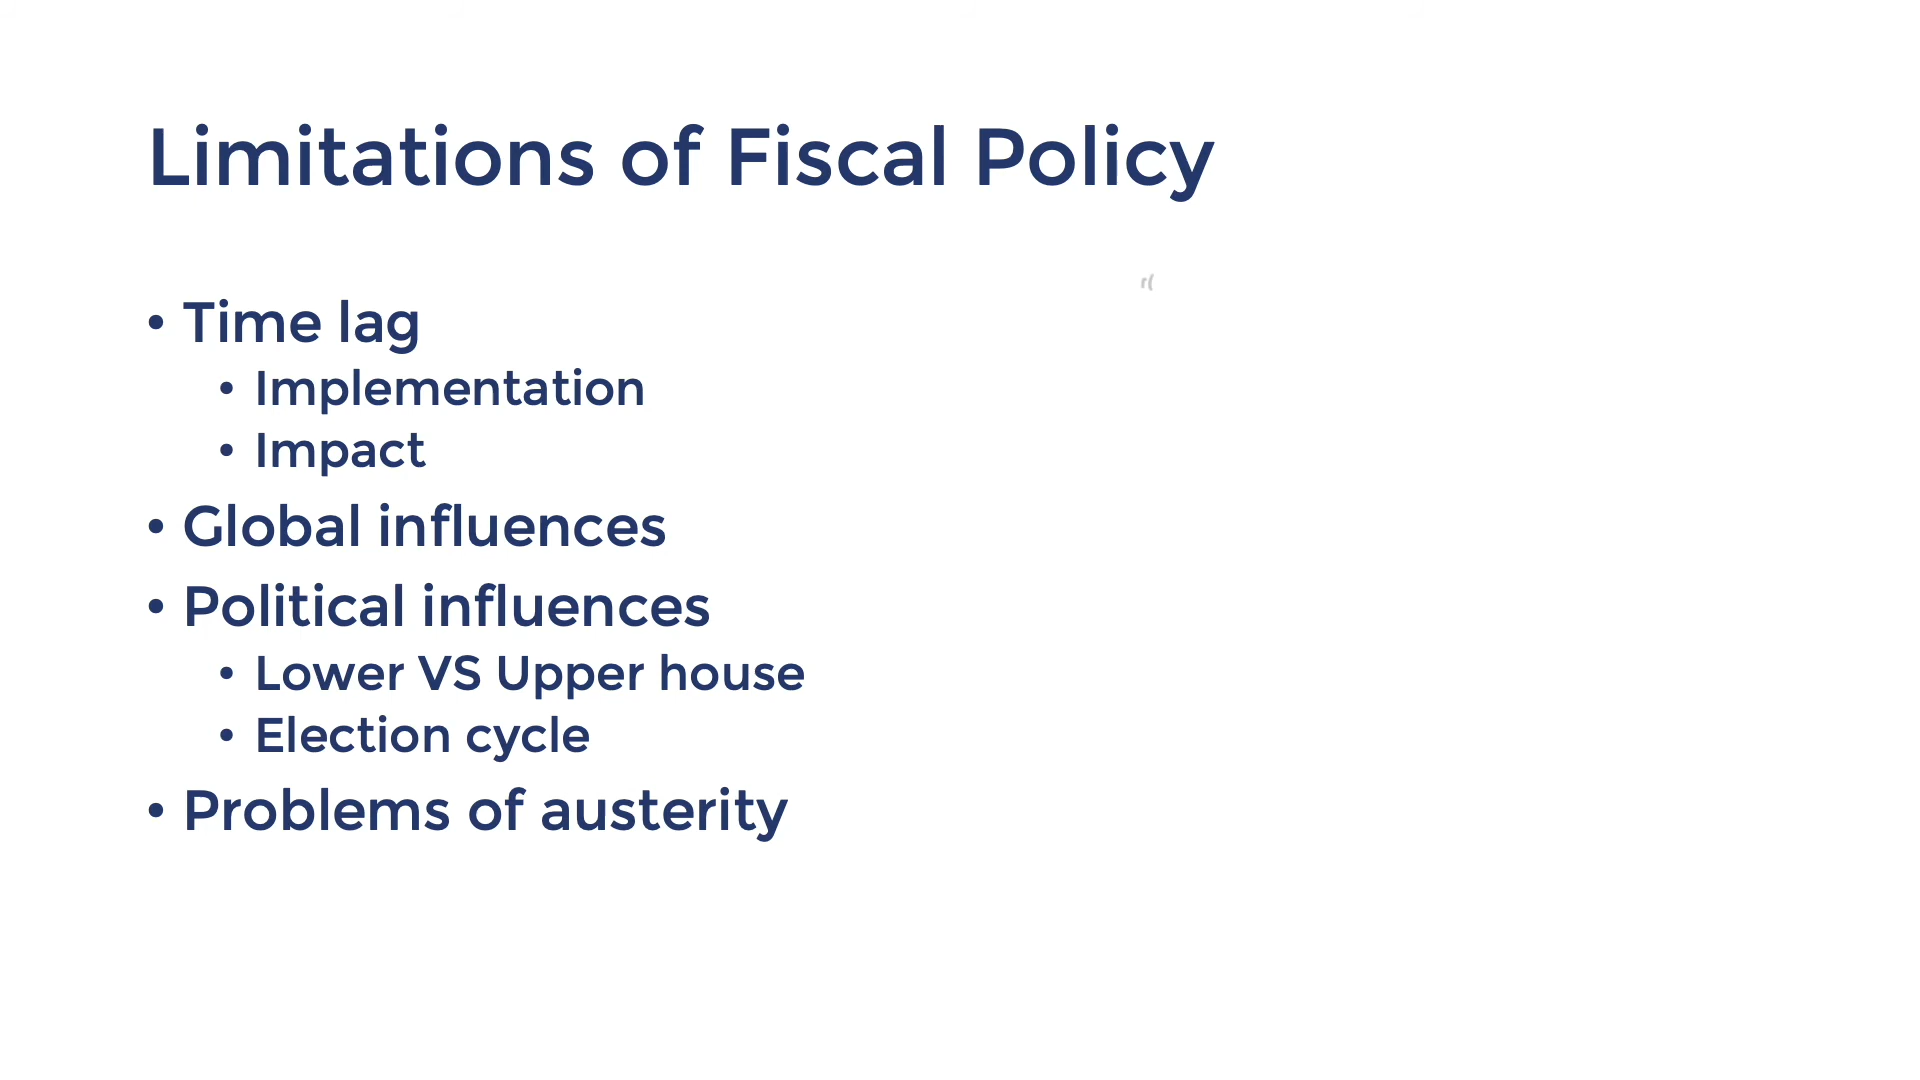 Limitations of Fiscal Policy
• Time lag
• Implementation
• Impact
• Global influences
• Political influences
• Lower VS Upper house
• Election cycle
• Problems of austerity